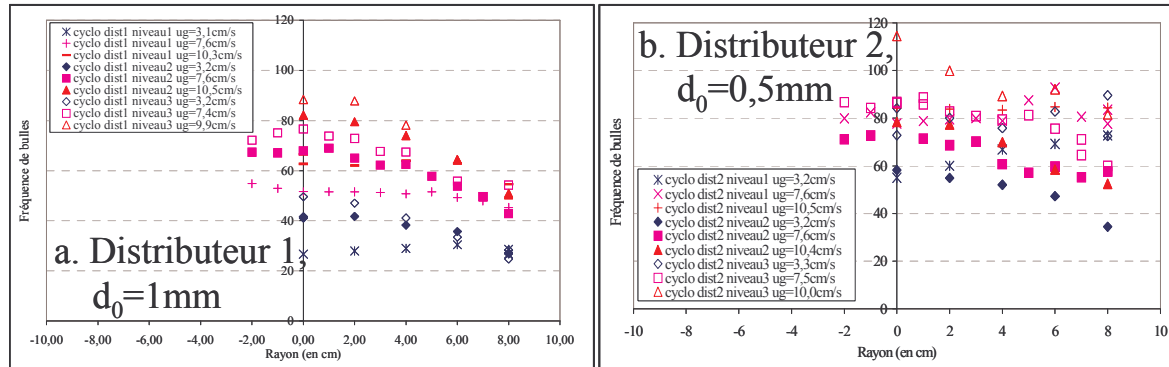 120
100
80
60
40
20
0
Fréquence de bulles
cyclo dist1 niveau1 ug=3,1cm/s
cyclo dist1 niveau1 ug=7,6cm/s
cyclo dist1 niveau1 ug=10,3cm/s
cyclo dist1 niveau2 ug=3,2cm/s
cyclo dist1 niveau2 ug=7,6cm/s
cyclo dist1 niveau2 ug=10,5cm/s
cyclo dist1 niveau3 ug=3,2cm/s
cyclo dist1 niveau3 ug=7,4cm/s
cyclo dist1 niveau3 ug=9,9cm/s
a. Distributeur 1,
d0=1mm
-10,00 -8,00 -6,00 -4,00 -2,00 0,00 2,00 4,00 6,00 8,00 10,00
Rayon (en cm)
120
100
80
60
40
20
0
Fréquence de bulles
b. Distributeur 2,
d0=0,5mm
cyclo dist2 niveau1 ug=3,2cm/s
cyclo dist2 niveau1 ug=7,6cm/s
cyclo dist2 niveau1 ug=10,5cm/s
cyclo dist2 niveau2 ug=3,2cm/s
cyclo dist2 niveau2 ug=7,6cm/s
cyclo dist2 niveau2 ug=10,4cm/s
cyclo dist2 niveau3 ug=3,3cm/s
cyclo dist2 niveau3 ug=7,5cm/s
cyclo dist2 niveau3 ug=10,0cm/s
-10 -8 -6 -4 -2 0 2 4 6 8 10
Rayon (en cm)